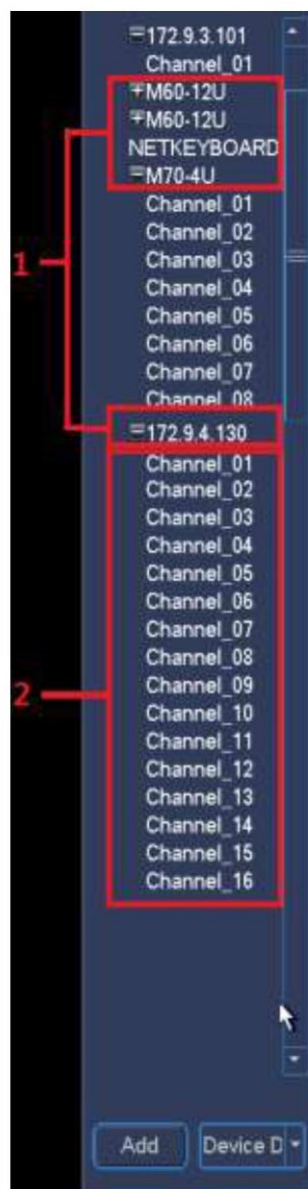 172.9.3.101
Channel_01
M60-12U
M60-12U
NETKEYBOARD
M70-4U
Channel_01
Channel_02
Channel_03
Channel_04
Channel_05
Channel_06
Channel_07
Channel_08
1
172.9.4.130
Channel_01
Channel_02
Channel_03
Channel_04
Channel_05
Channel_06
Channel_07
Channel_08
Channel_09
2
Channel_10
Channel_11
Channel_12
Channel_13
Channel_14
Channel_15
Channel_16
Add
Device D